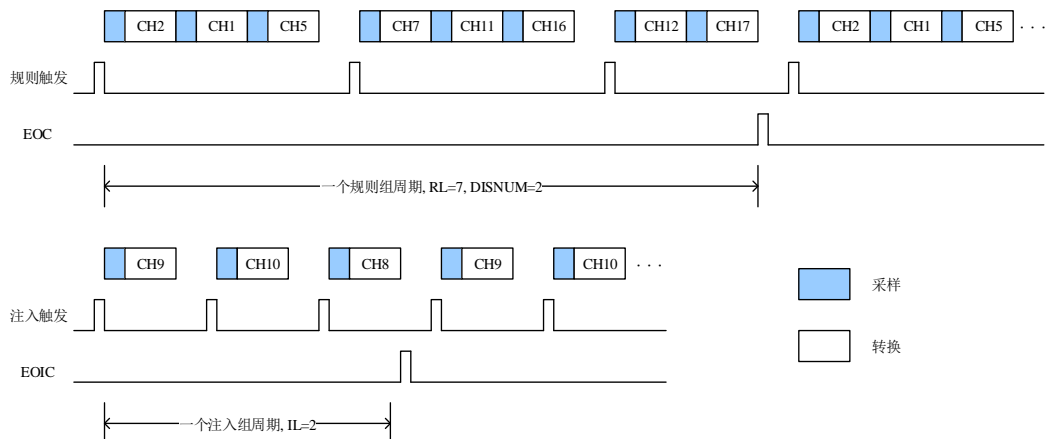 CH2 CH1 CH5 CH7 CH11 CH16 CH12 CH17 CH2 CH1 CH5 · · ·
规则触发
EOC
一个规则组周期, RL=7, DISNUM=2
CH9 CH10 CH8 CH9 CH10 · · ·
采样
注入触发
转换
EOIC
一个注入组周期, IL=2